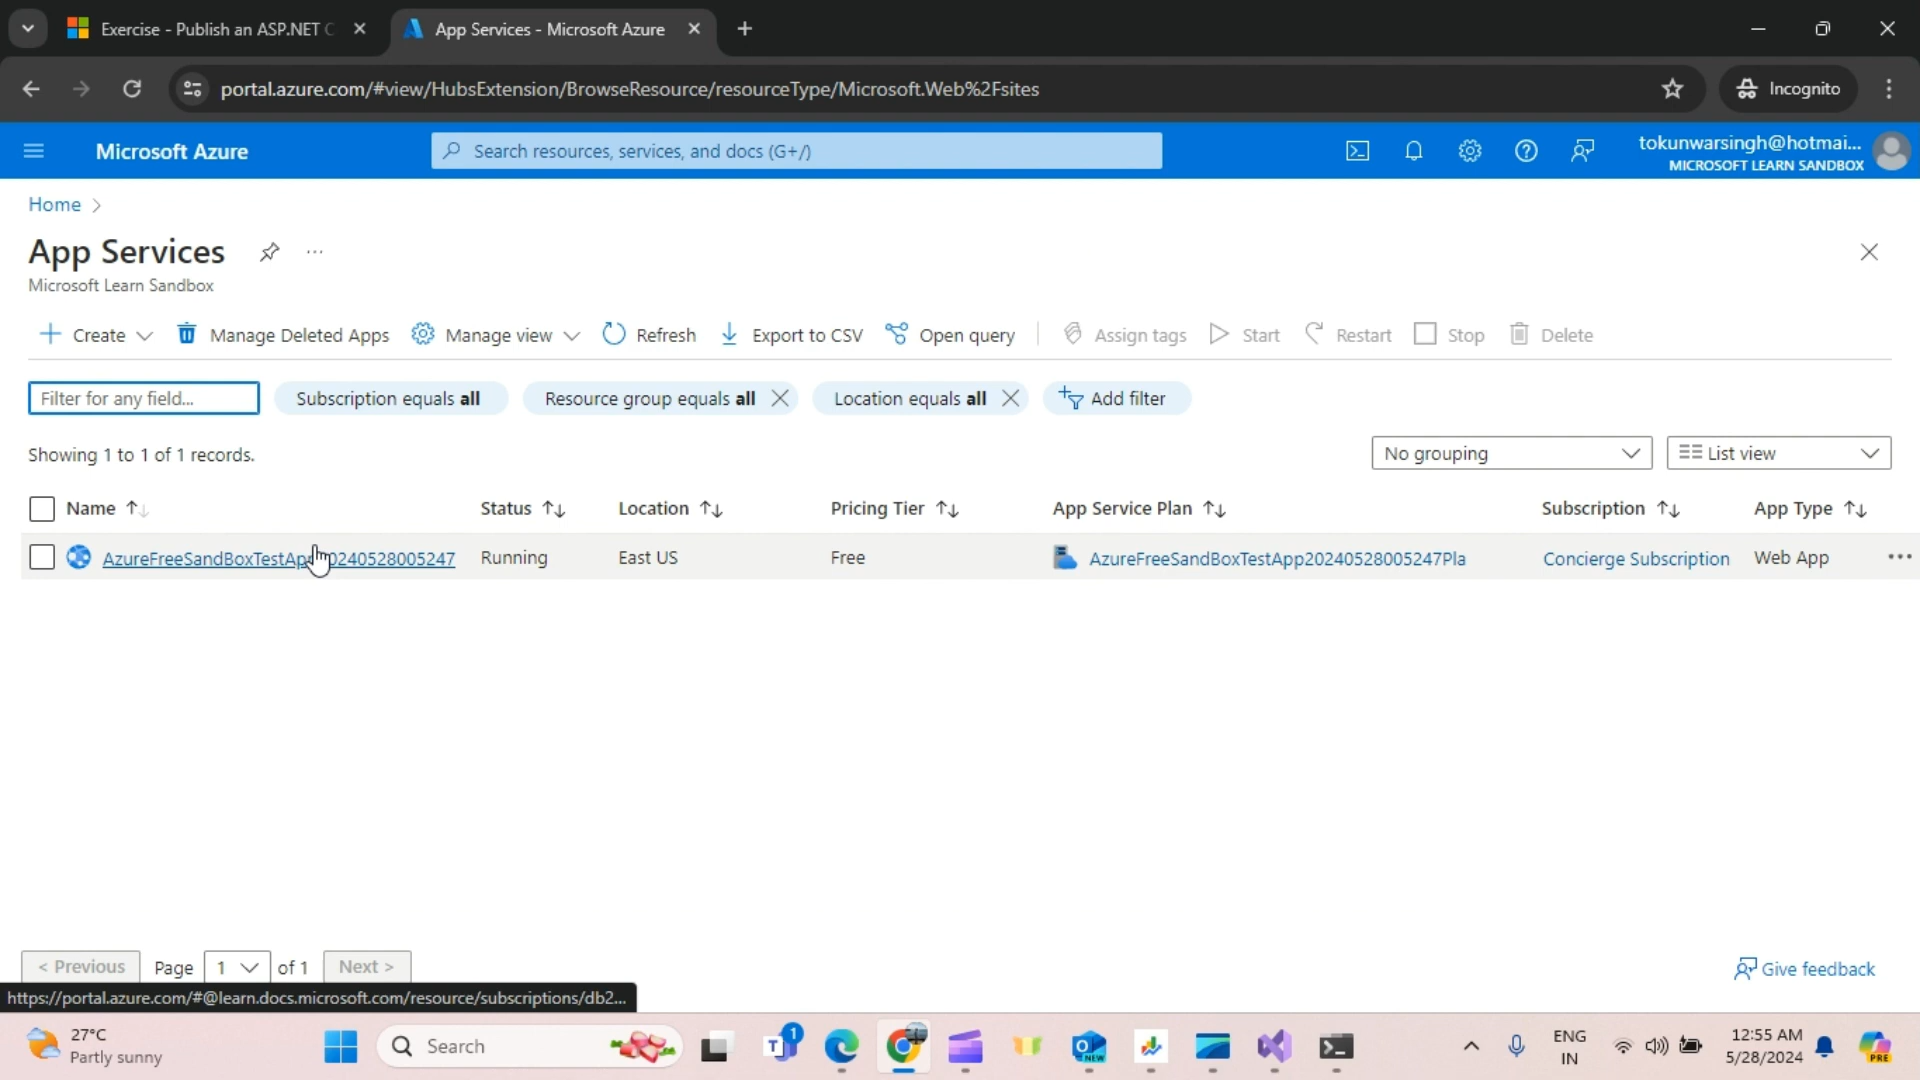 Exercise - Publish an ASP.NET C
App Services - Microsoft Azure
portal.azure.com/#view/HubsExtension/BrowseResource/resourceType/Microsoft.Web%2Fsites
Incognito
Microsoft Azure
Search resources, services, and docs (G+/)
tokunwarsingh@hotmai...
MICROSOFT LEARN SANDBOX
Home
App Services
Microsoft Learn Sandbox
Create
Manage Deleted Apps
Manage view
Refresh
Export to CSV
Open query
Assign tags
Start
Restart
Stop
Delete
Filter for any field...
Subscription equals all
Resource group equals all
Location equals all
Add filter
Showing 1 to 1 of 1 records.
No grouping
List view
Name
Status
Location
Pricing Tier
App Service Plan
Subscription
App Type
AzureFreeSandBoxTestApp20240528005247
Running
East US
Free
AzureFreeSandBoxTestApp20240528005247Pla
Concierge Subscription
Web App
< Previous
Page
1
of 1
Next >
Give feedback
https://portal.azure.com/#@learn.docs.microsoft.com/resource/subscriptions/db2...
27°C
Partly sunny
Search
1
NEW
ENG
IN
12:55 AM
5/28/2024
PRE